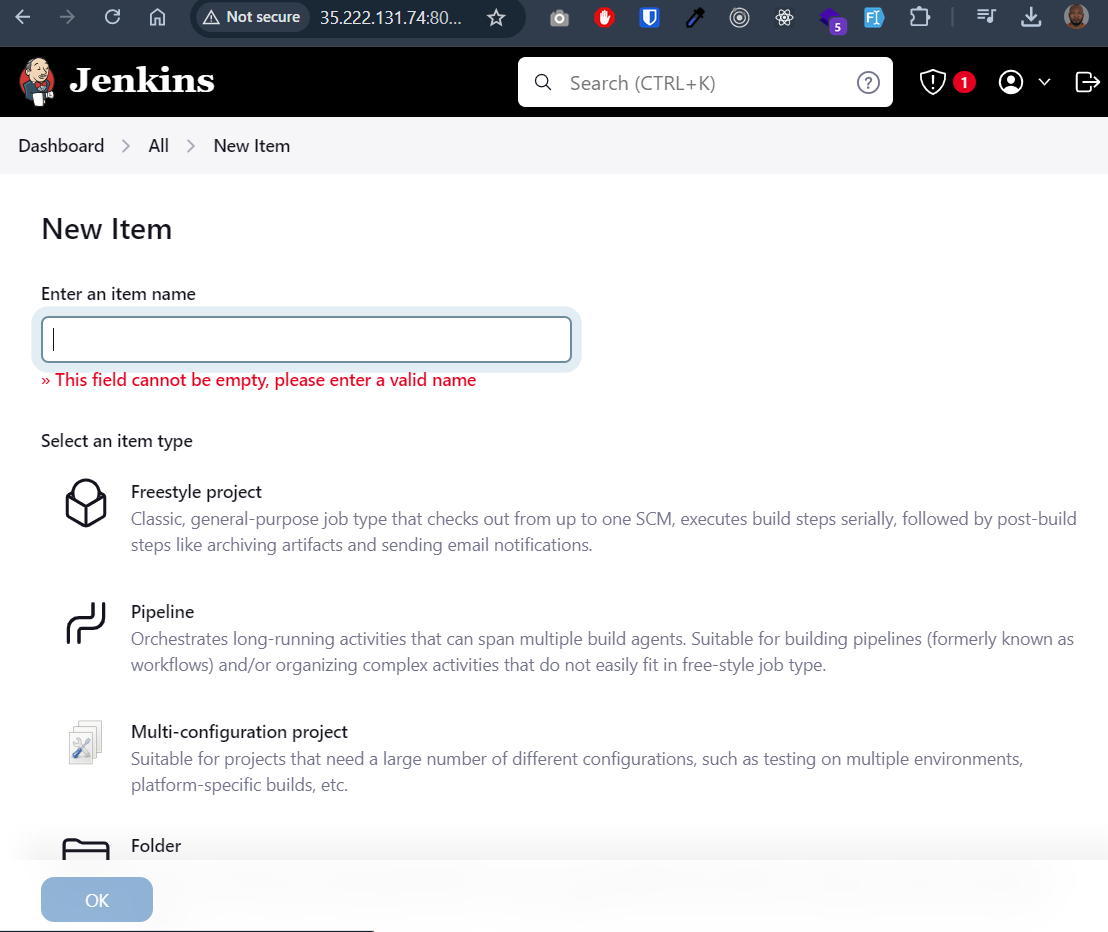 Not secure 35.222.131.74:80...
5
Jenkins
Search (CTRL+K)
?
1
Dashboard > All > New Item
New Item
Enter an item name
» This field cannot be empty, please enter a valid name
Select an item type
Freestyle project
Classic, general-purpose job type that checks out from up to one SCM, executes build steps serially, followed by post-build
steps like archiving artifacts and sending email notifications.
Pipeline
Orchestrates long-running activities that can span multiple build agents. Suitable for building pipelines (formerly known as
workflows) and/or organizing complex activities that do not easily fit in free-style job type.
Multi-configuration project
Suitable for projects that need a large number of different configurations, such as testing on multiple environments,
platform-specific builds, etc.
Folder
OK